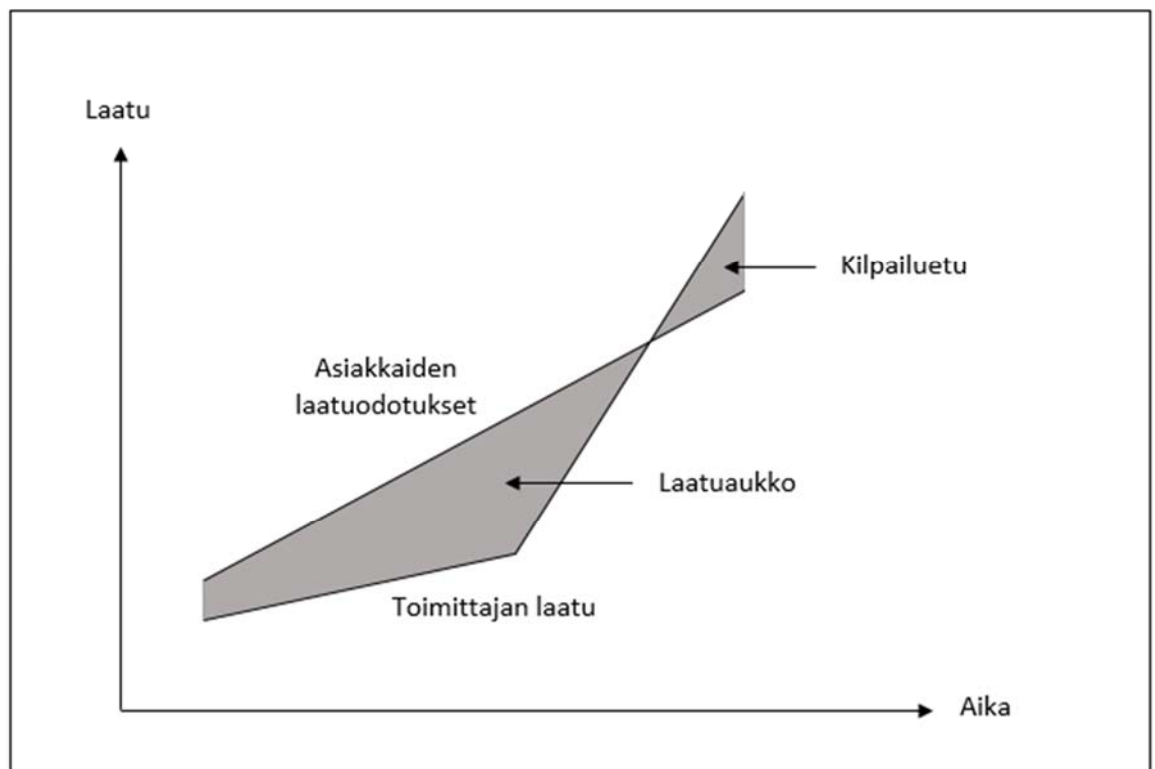 Laatu
Kilpailuetu
Asiakkaiden
laatuodotukset
Laatuaukko
Toimittajan laatu
Aika